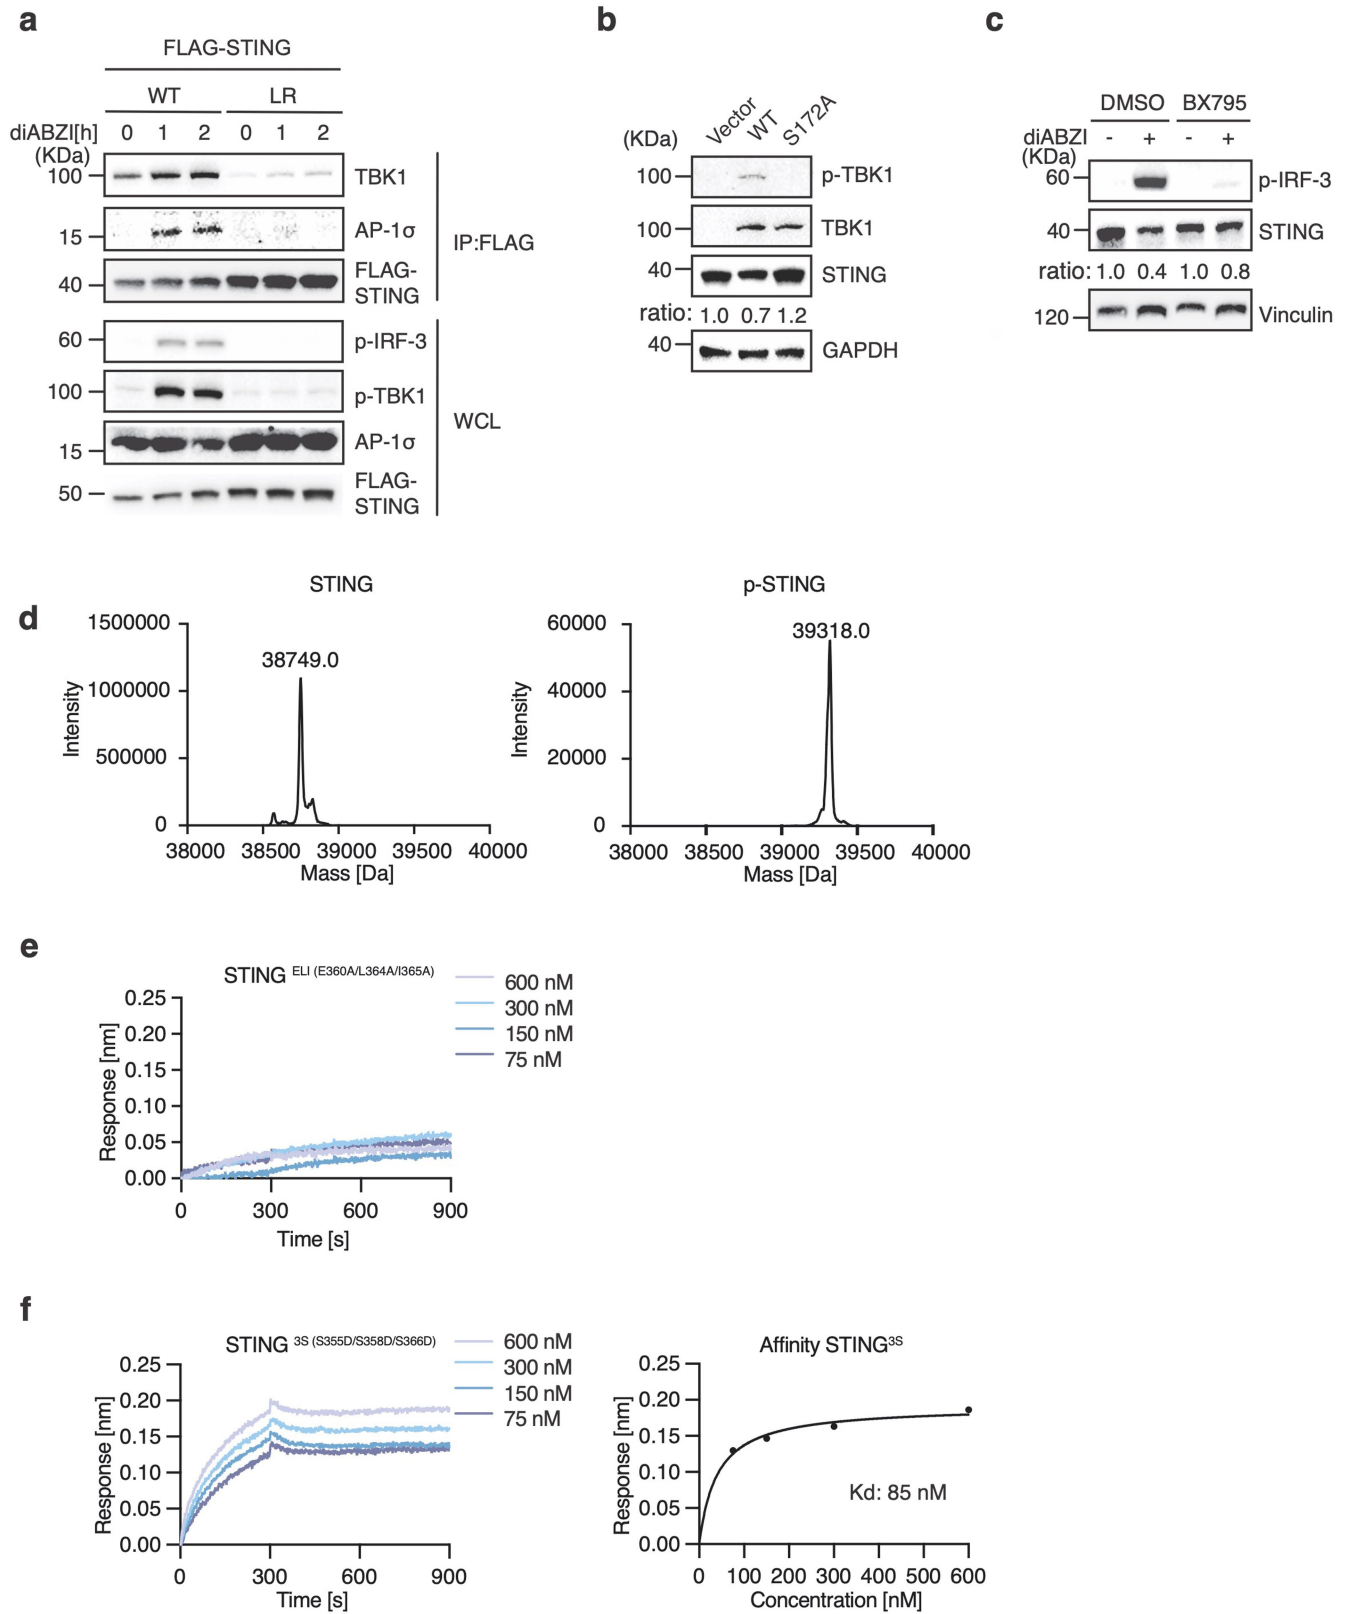 a
FLAG-STING
WT LR
diABZI[h] 0 1 2 0 1 2
(KDa)
100 TBK1
15 AP-1σ
IP:FLAG
40 FLAG-
STING
60 p-IRF-3
100 p-TBK1
WCL
15 AP-1σ
50 FLAG-
STING
b
(KDa) Vector WT S172A
100 p-TBK1
100 TBK1
40 STING
ratio: 1.0 0.7 1.2
40 GAPDH
c
DMSO BX795
diABZI - + - +
(KDa)
60 p-IRF-3
40 STING
ratio: 1.0 0.4 1.0 0.8
120 Vinculin
d
STING
38749.0
Intensity
1500000
1000000
500000
0
38000 38500 39000 39500 40000
Mass [Da]
p-STING
39318.0
Intensity
60000
40000
20000
0
38000 38500 39000 39500 40000
Mass [Da]
e
STING ELI (E360A/L364A/I365A)
600 nM
300 nM
150 nM
75 nM
Response [nm]
0.25
0.20
0.15
0.10
0.05
0.00
0 300 600 900
Time [s]
f
STING 3S (S355D/S358D/S366D)
600 nM
300 nM
150 nM
75 nM
Response [nm]
0.25
0.20
0.15
0.10
0.05
0.00
0 300 600 900
Time [s]
Affinity STING3S
Response [nm]
0.25
0.20
0.15
0.10
0.05
0.00
Kd: 85 nM
0 100 200 300 400 500 600
Concentration [nM]